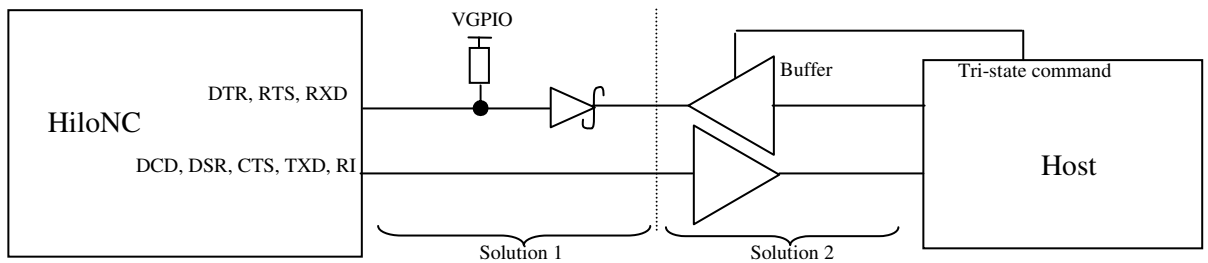 VGPIO
Buffer
Tri-state command
DTR, RTS, RXD
HiloNC
DCD, DSR, CTS, TXD, RI
Host
Solution 1
Solution 2